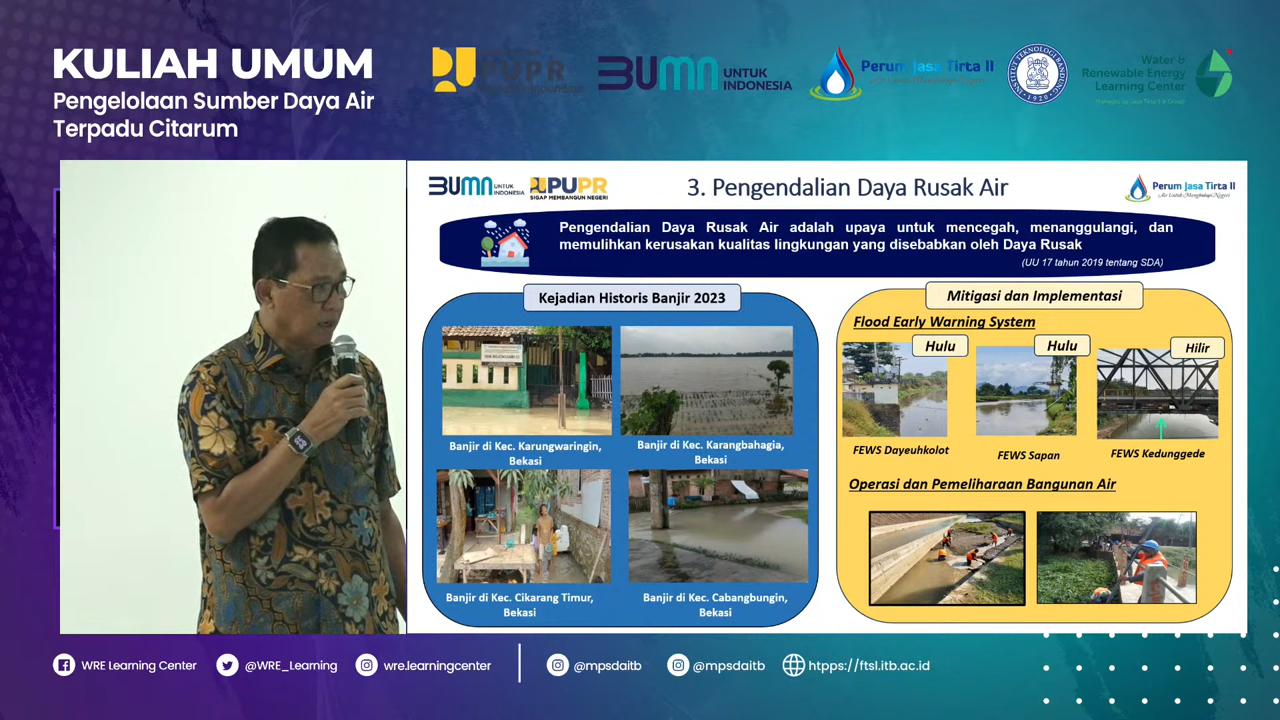 KULIAH UMUM
Pengelolaan Sumber Daya Air
Terpadu Citarum
PUPR
BUMN
UNTUK
INDONESIA
Perum Jasa Tirta II
INSTITUT TEKNOLOGI BANDUNG
1920
Water &
Renewable Energy
Learning Center
BUMN
UNTUK
INDONESIA
PUPR
SIGAP MEMBANGUN NEGERI
3. Pengendalian Daya Rusak Air
Perum Jasa Tirta II
Pengendalian Daya Rusak Air adalah upaya untuk mencegah, menanggulangi, dan
memulihkan kerusakan kualitas lingkungan yang disebabkan oleh Daya Rusak
(UU 17 tahun 2019 tentang SDA)
Kejadian Historis Banjir 2023
Banjir di Kec. Karungwaringin,
Bekasi
Banjir di Kec. Karangbahagia,
Bekasi
Banjir di Kec. Cikarang Timur,
Bekasi
Banjir di Kec. Cabangbungin,
Bekasi
Mitigasi dan Implementasi
Flood Early Warning System
Hulu
Hulu
Hilir
FEWS Dayeuhkolot
FEWS Sapan
FEWS Kedunggede
Operasi dan Pemeliharaan Bangunan Air
WRE Learning Center
@WRE_Learning
wre.learningcenter
@mpsdaitb
@mpsdaitb
htpps://ftsl.itb.ac.id